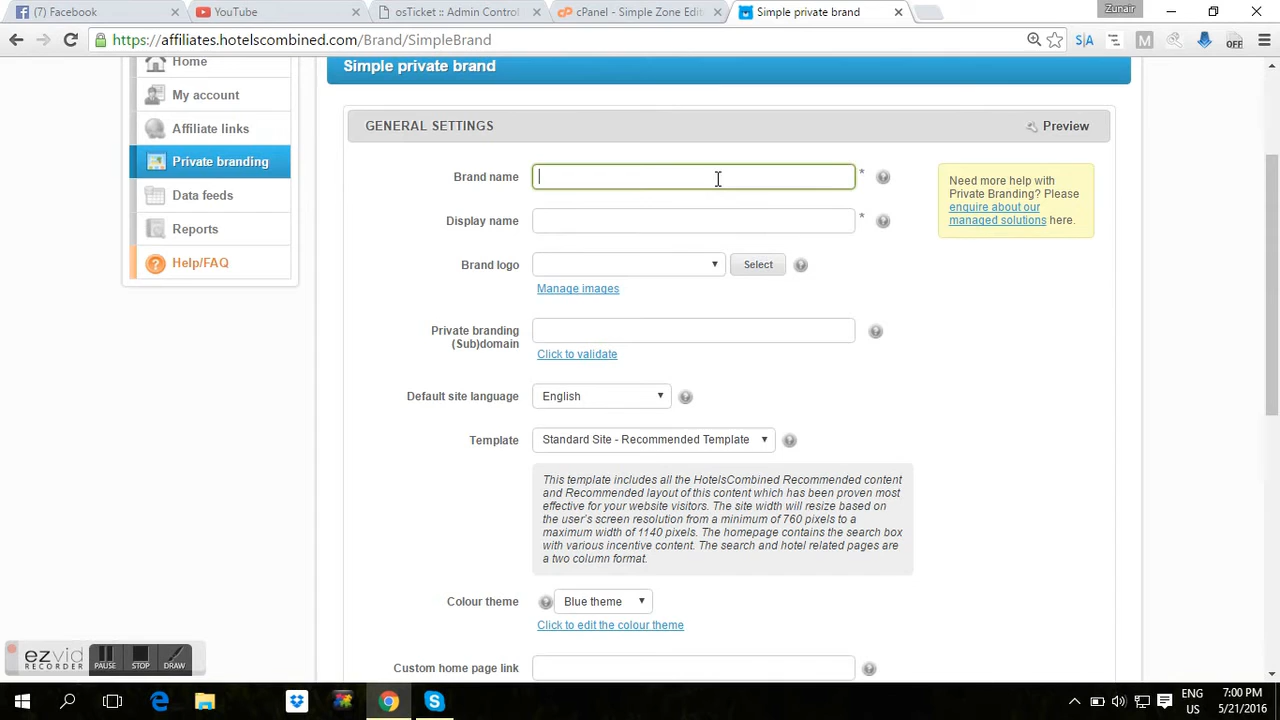 (7) Facebook
YouTube
osTicket :: Admin Control
cPanel - Simple Zone Edit
Simple private brand
Zunair
https://affiliates.hotelscombined.com/Brand/SimpleBrand
S|A
M
OFF
Home
My account
Affiliate links
Private branding
Data feeds
Reports
Help/FAQ
Simple private brand
GENERAL SETTINGS
Preview
Brand name
*
Display name
*
Brand logo
Select
Manage images
Private branding
(Sub)domain
Click to validate
Default site language
English
Template
Standard Site - Recommended Template
This template includes all the HotelsCombined Recommended content
and Recommended layout of this content which has been proven most
effective for your website visitors. The site width will resize based on
the user's screen resolution from a minimum of 760 pixels to a
maximum width of 1140 pixels. The homepage contains the search box
with various incentive content. The search and hotel related pages are
a two column format.
Colour theme
Blue theme
Click to edit the colour theme
Custom home page link
Need more help with
Private Branding? Please
enquire about our
managed solutions here.
ezvid
RECORDER
PAUSE
STOP
DRAW
ENG
US
7:00 PM
5/21/2016